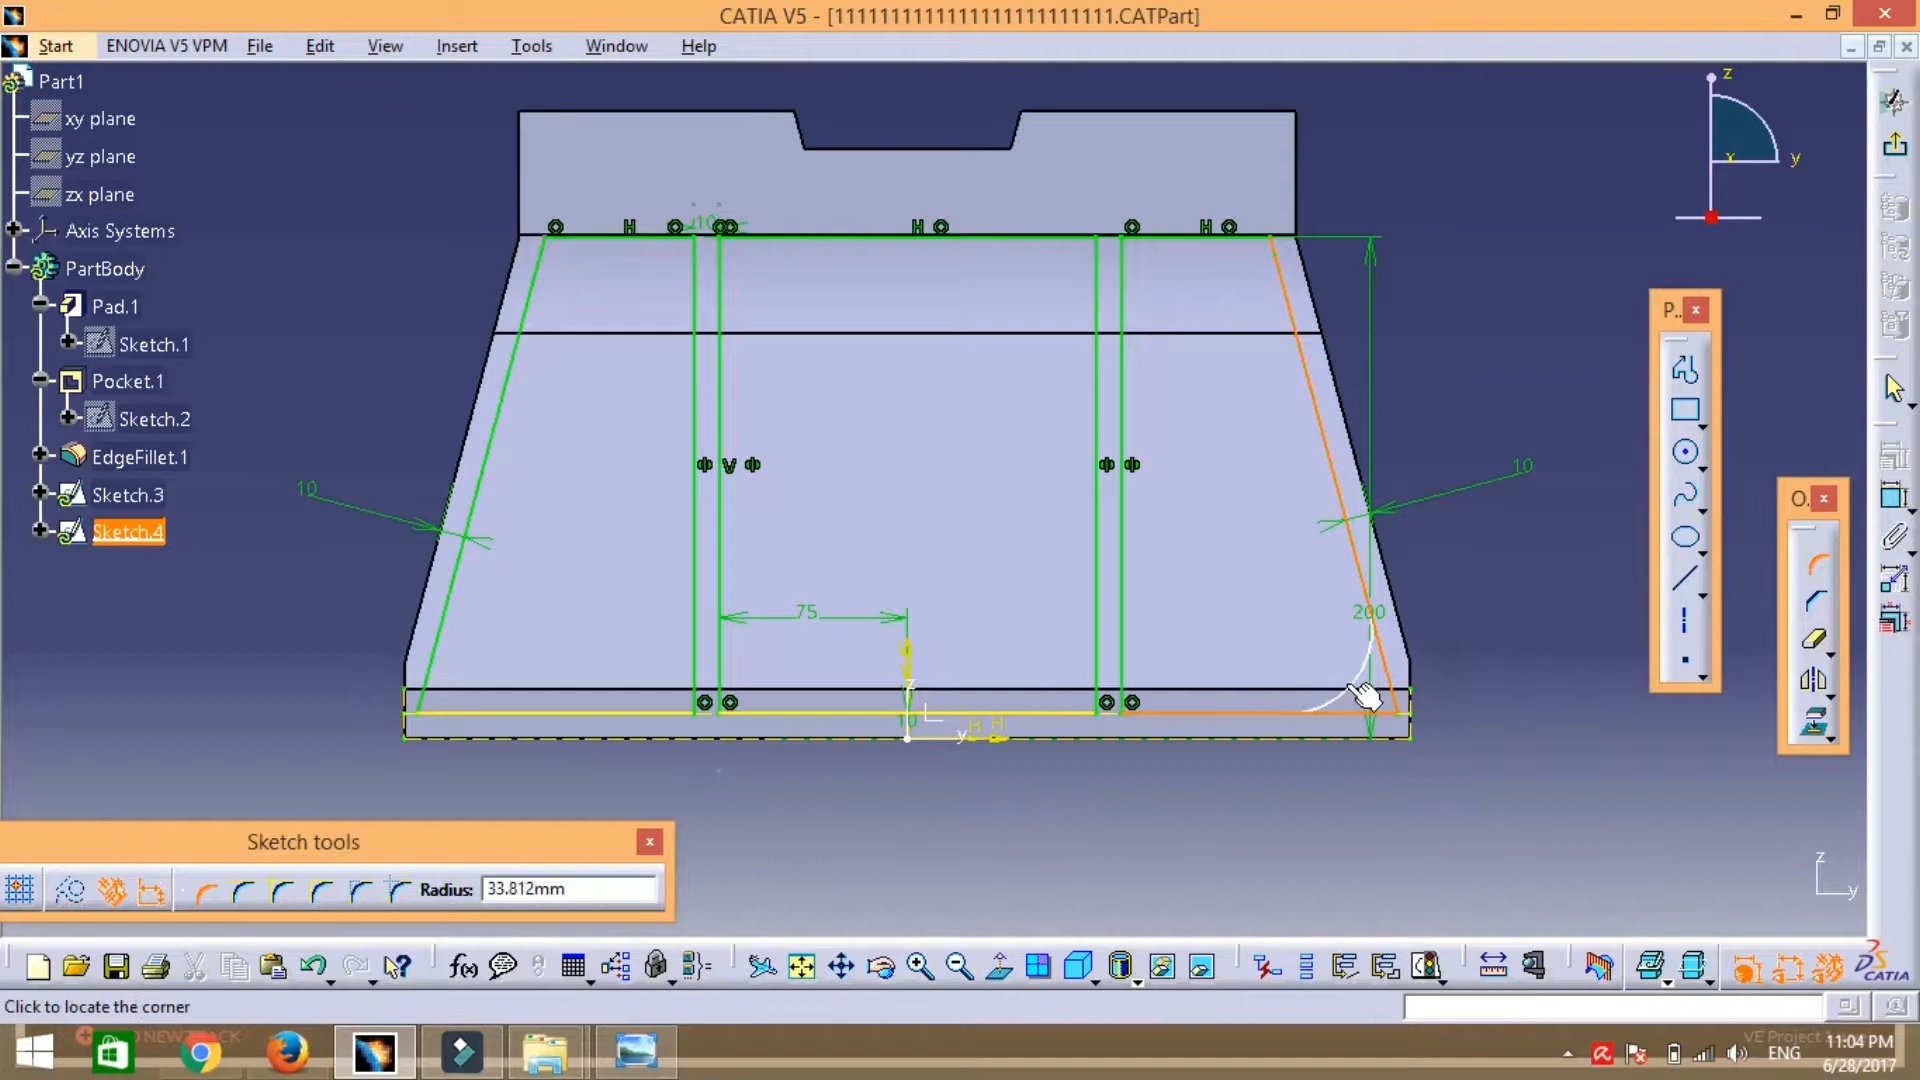 CATIA V5 - [1111111111111111111111111.CATPart]
Start ENOVIA V5 VPM File Edit View Insert Tools Window Help
Part1
xy plane
yz plane
zx plane
Axis Systems
PartBody
Pad.1
Sketch.1
Pocket.1
Sketch.2
EdgeFillet.1
Sketch.3
Sketch.4
z
x
y
P..
O.
10
H
H
H
10
V
10
75
200
z
10
y
H
H
z
y
Sketch tools
Radius: 33.812mm
f(x)
CATIA
Click to locate the corner
ENG
11:04 PM
6/28/2017